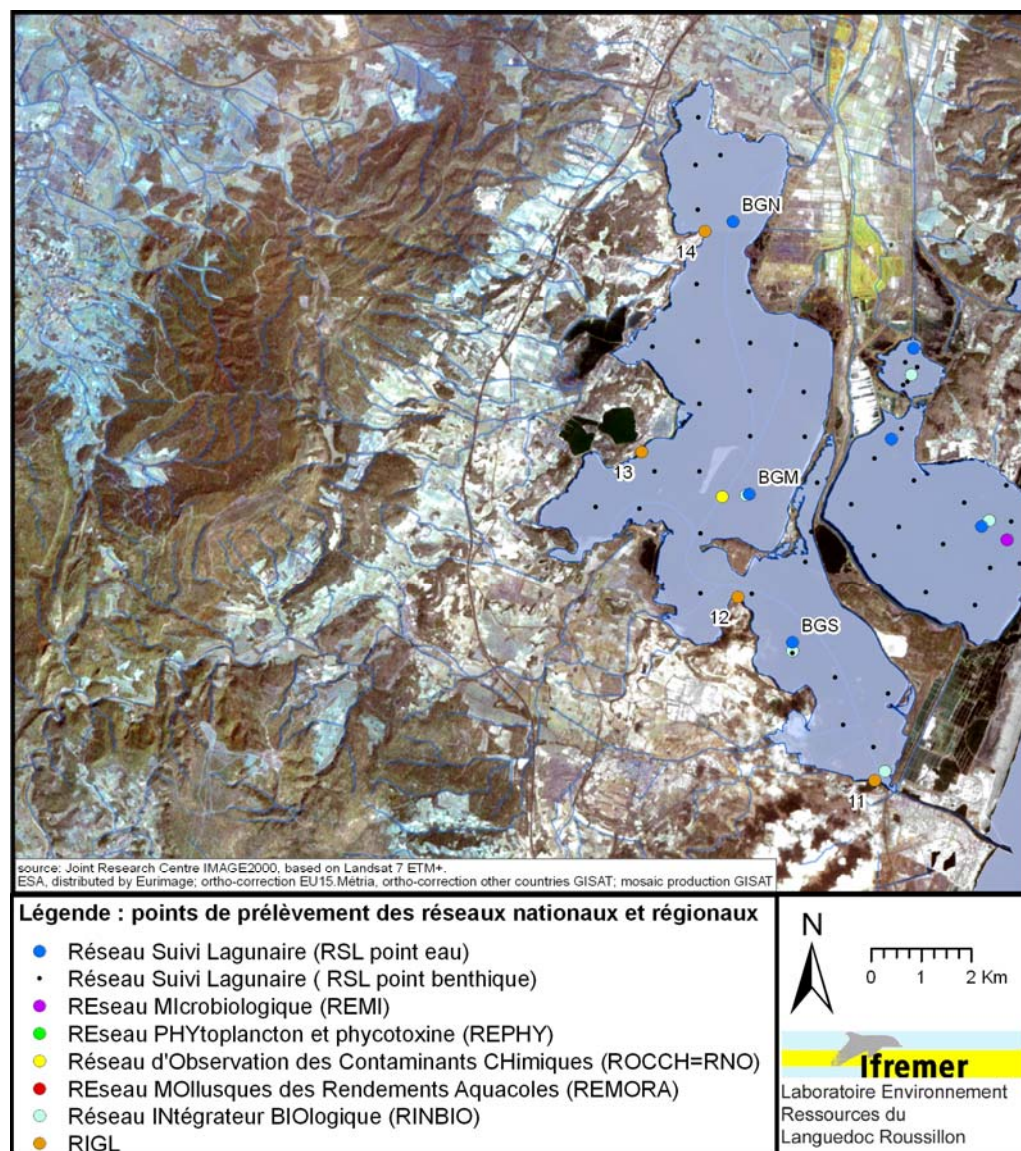 BGN
14
13
BGM
12
BGS
11
source: Joint Research Centre IMAGE2000, based on Landsat 7 ETM+.
ESA, distributed by Eurimage; ortho-correction EU15.Métria, ortho-correction other countries GISAT; mosaic production GISAT
Légende : points de prélèvement des réseaux nationaux et régionaux
Réseau Suivi Lagunaire (RSL point eau)
Réseau Suivi Lagunaire ( RSL point benthique)
REseau MIcrobiologique (REMI)
REseau PHYtoplancton et phycotoxine (REPHY)
Réseau d'Observation des Contaminants CHimiques (ROCCH=RNO)
REseau MOllusques des Rendements Aquacoles (REMORA)
Réseau INtégrateur BIOlogique (RINBIO)
RIGL
N
0 1 2 Km
Ifremer
Laboratoire Environnement
Ressources du
Languedoc Roussillon